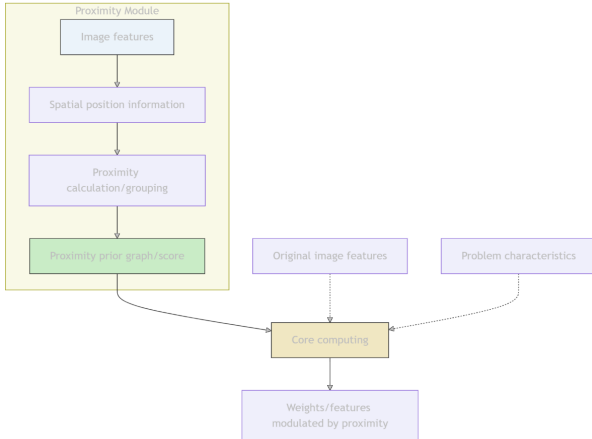 Proximity Module
Image features
Spatial position information
Proximity
calculation/grouping
Proximity prior graph/score
Original image features
Problem characteristics
Core computing
Weights/features
modulated by proximity